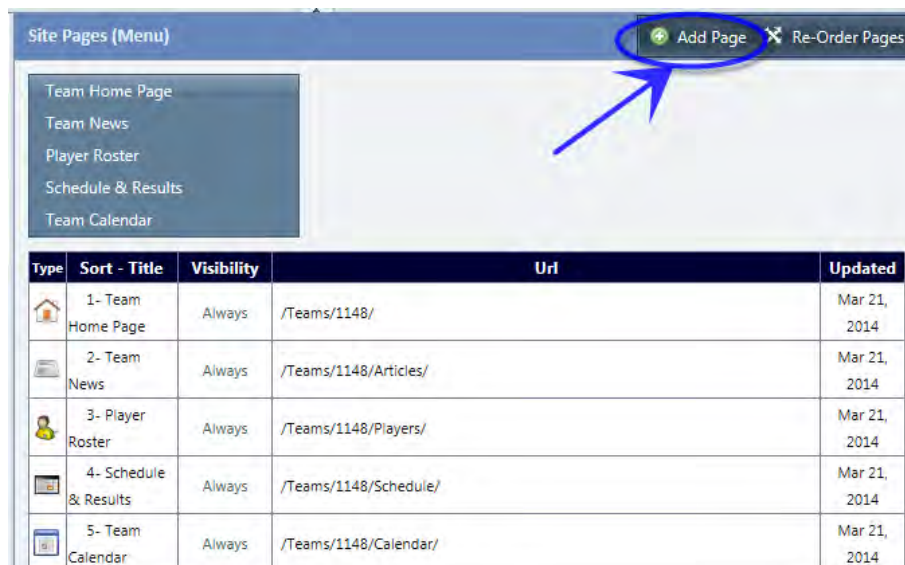 Site Pages (Menu) Add Page Re-Order Pages
Team Home Page
Team News
Player Roster
Schedule & Results
Team Calendar
Type Sort - Title Visibility Url Updated
1- Team Home Page Always /Teams/1148/ Mar 21, 2014
2- Team News Always /Teams/1148/Articles/ Mar 21, 2014
3- Player Roster Always /Teams/1148/Players/ Mar 21, 2014
4- Schedule & Results Always /Teams/1148/Schedule/ Mar 21, 2014
5- Team Calendar Always /Teams/1148/Calendar/ Mar 21, 2014